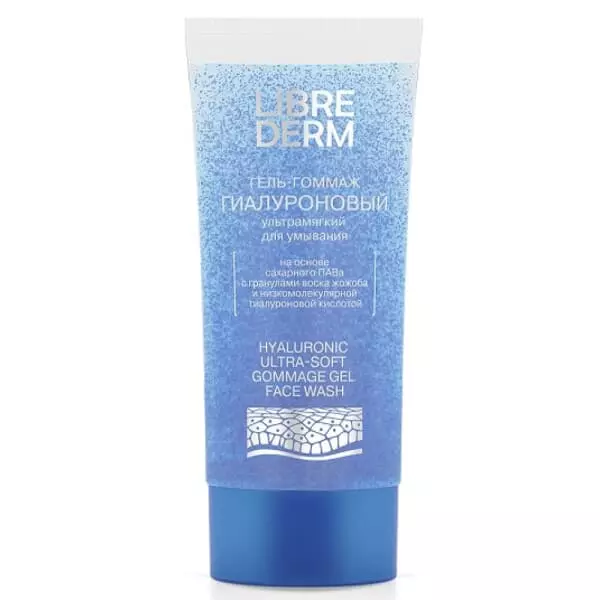 LIBRE
DERM
ГЕЛЬ-ГОММАЖ
ГИАЛУРОНОВЫЙ
ультрамягкий
для умывания
на основе
сахарного ПАВа
с гранулами воска жожоба
и низкомолекулярной
гиалуроновой кислотой
HYALURONIC
ULTRA-SOFT
GOMMAGE GEL
FACE WASH